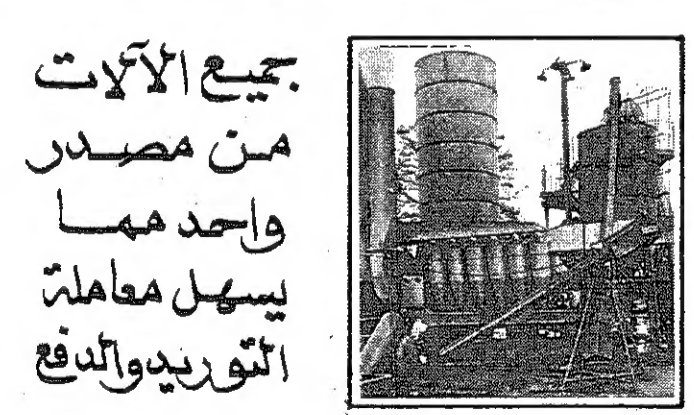 جميع الآلات
من مصدر
واحد مما
يسهل معاملة
التوريد والدفع